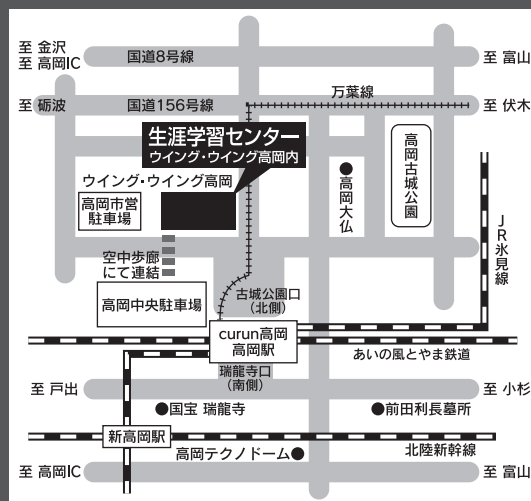 至 金沢
至 高岡IC
国道8号線
至 富山
万葉線
至 砺波
国道156号線
至 伏木
生涯学習センター
ウイング・ウイング高岡内
高岡古城公園
ウイング・ウイング高岡
高岡大仏
高岡市営
駐車場
JR氷見線
空中歩廊
にて連結
古城公園口
（北側）
高岡中央駐車場
curun高岡
高岡駅
あいの風とやま鉄道
瑞龍寺口
（南側）
至 戸出
至 小杉
●国宝 瑞龍寺
●前田利長墓所
新高岡駅
北陸新幹線
高岡テクノドーム●
至 高岡IC
至 富山